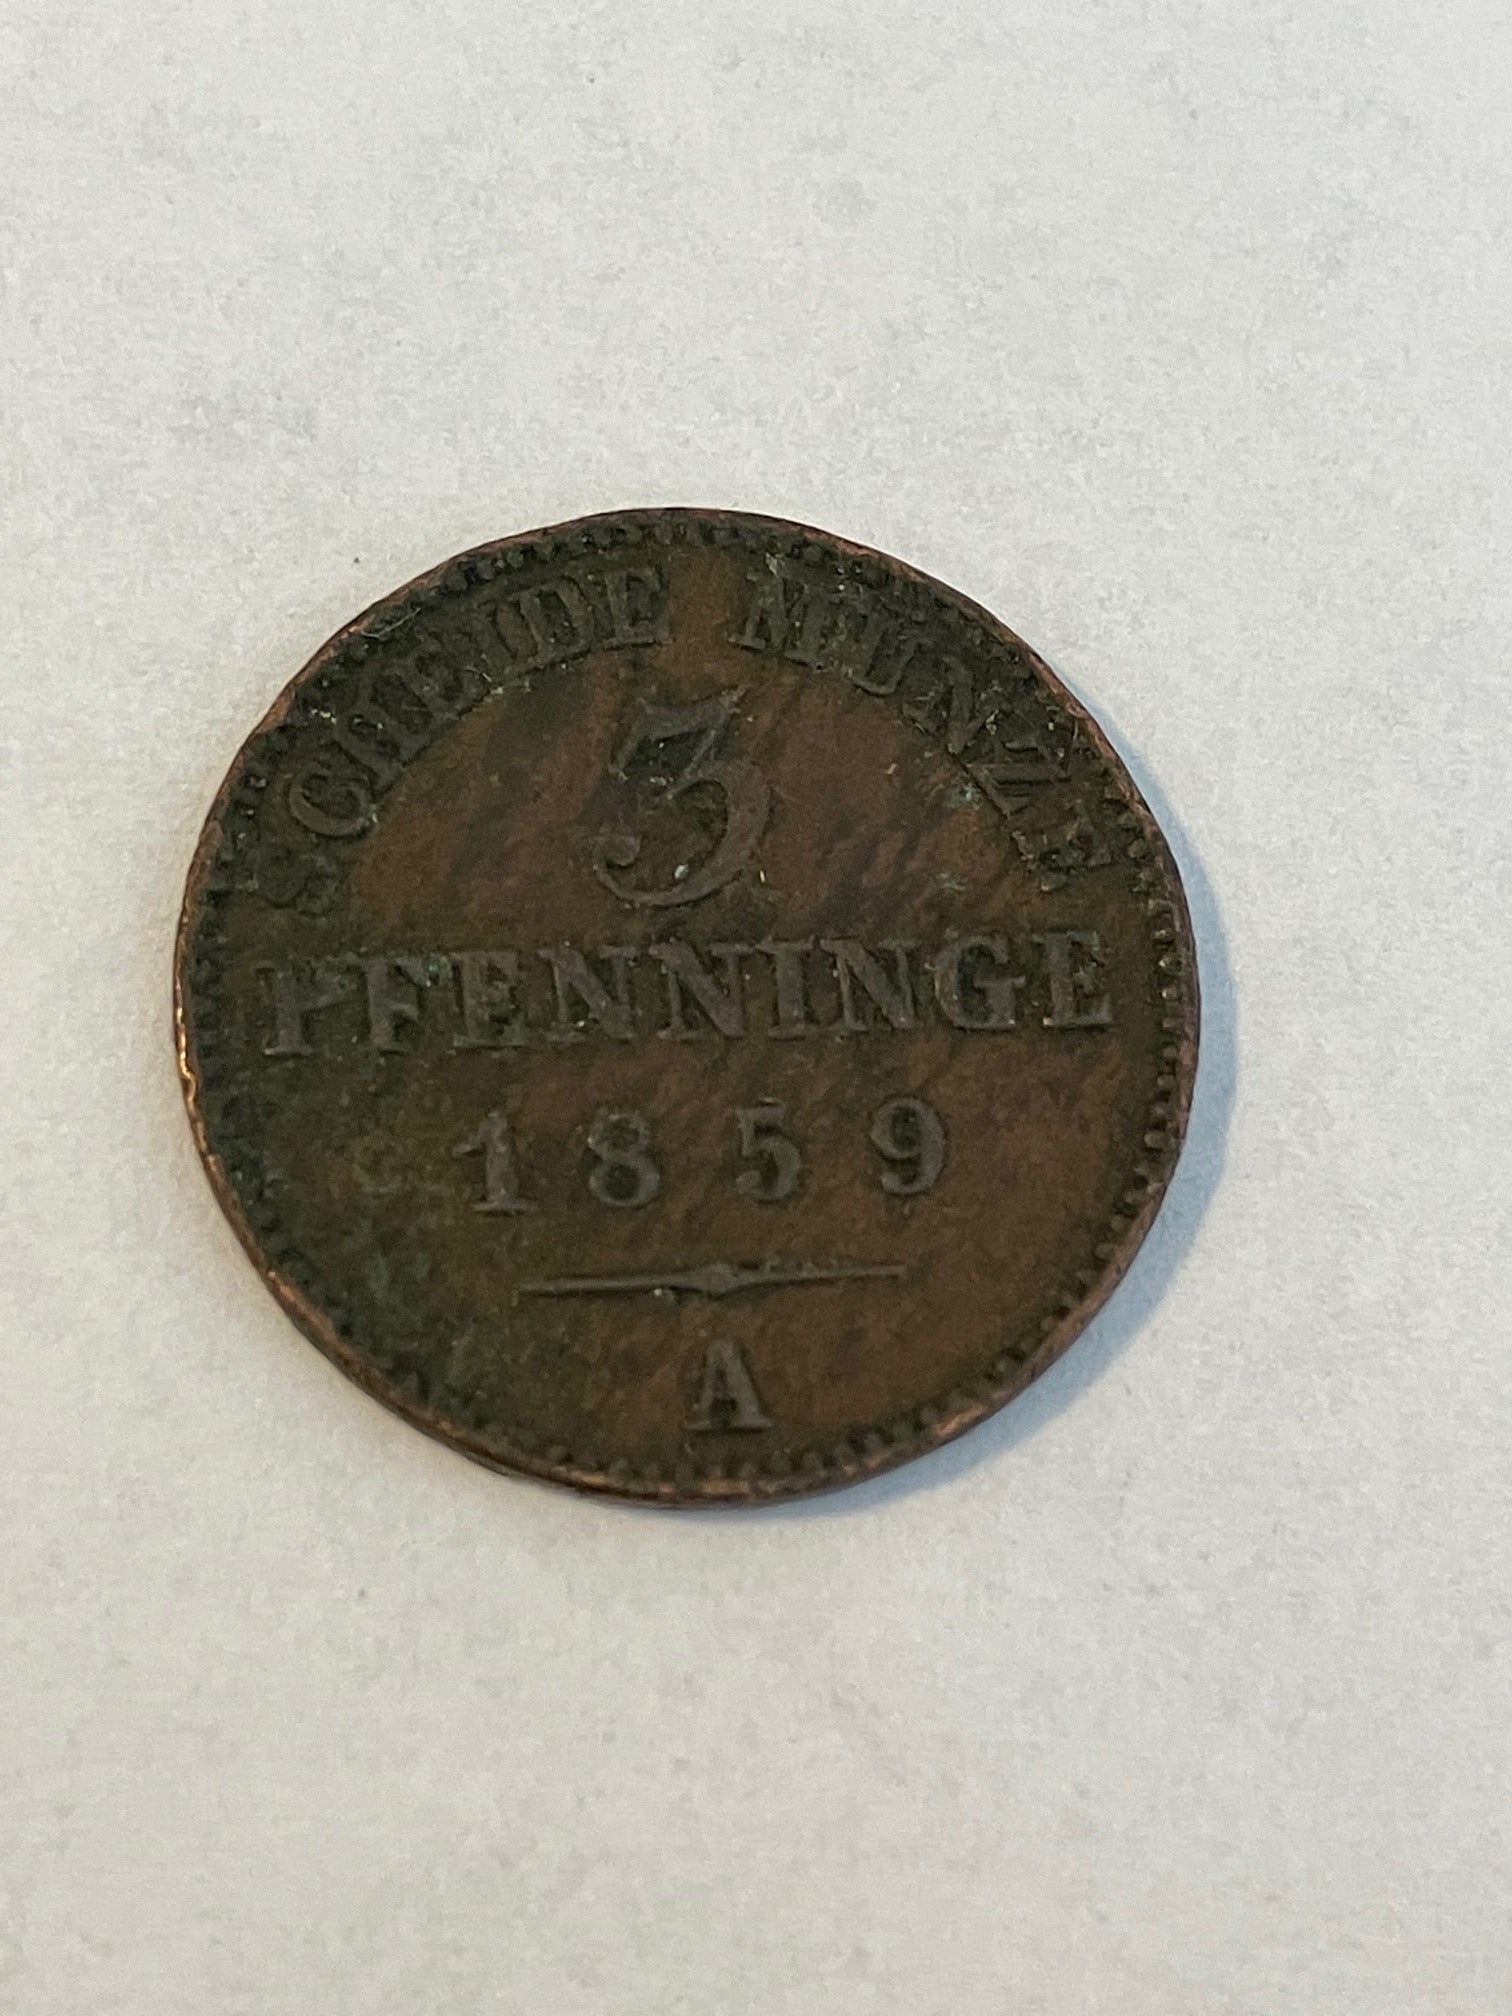 SCHEIDE MÜNZE
3
PFENNINGE
1859
A